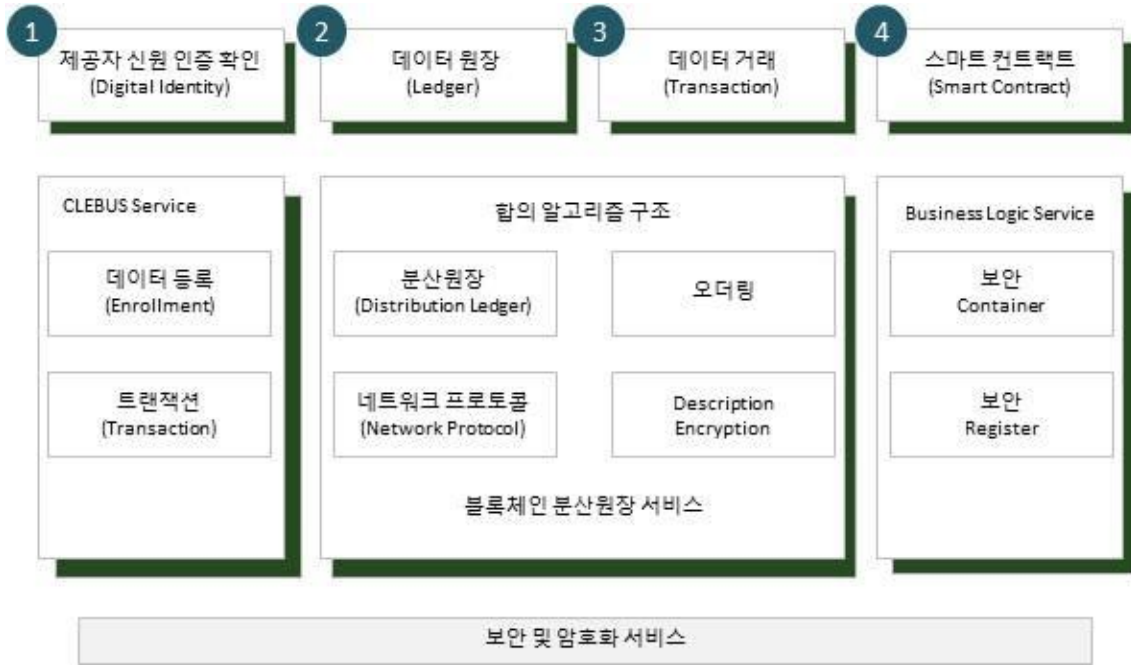 1
제공자 신원 인증 확인
(Digital Identity)
2
데이터 원장
(Ledger)
3
데이터 거래
(Transaction)
4
스마트 컨트랙트
(Smart Contract)
CLEBUS Service
데이터 등록
(Enrollment)
트랜잭션
(Transaction)
합의 알고리즘 구조
분산원장
(Distribution Ledger)
오더링
네트워크 프로토콜
(Network Protocol)
Description
Encryption
블록체인 분산원장 서비스
Business Logic Service
보안
Container
보안
Register
보안 및 암호화 서비스